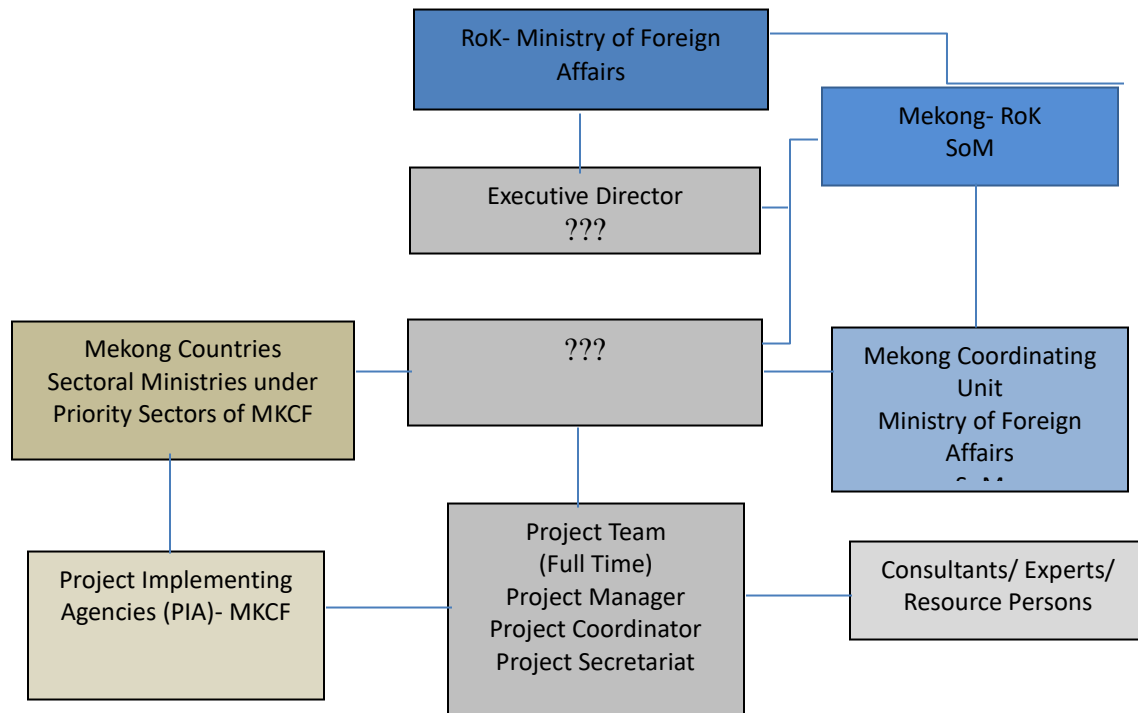 RoK- Ministry of Foreign
Affairs
Mekong- RoK
SoM
Executive Director
???
Mekong Countries
Sectoral Ministries under
Priority Sectors of MKCF
???
Mekong Coordinating
Unit
Ministry of Foreign
Affairs
SoM
Project Implementing
Agencies (PIA)- MKCF
Project Team
(Full Time)
Project Manager
Project Coordinator
Project Secretariat
Consultants/ Experts/
Resource Persons